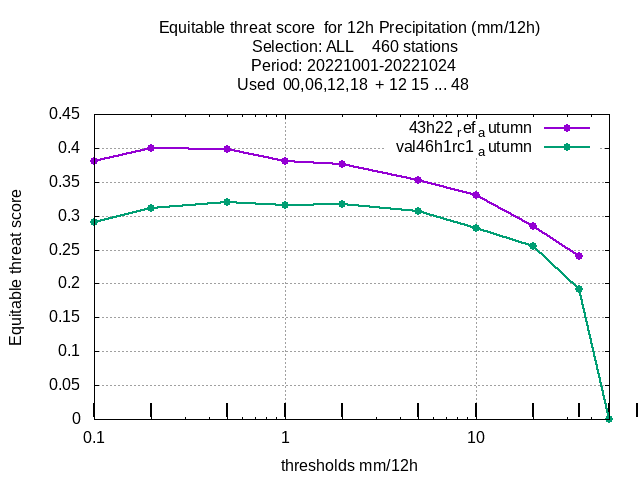 Equitable threat score  for 12h Precipitation (mm/12h)
Selection: ALL    460 stations
Period: 20221001-20221024
Used  00,06,12,18  + 12 15 ... 48
43h22 refautumn
val46h1rc1 autumn
0.45
0.4
0.35
0.3
0.25
0.2
0.15
0.1
0.05
0
Equitable threat score
0.1 1 10
thresholds mm/12h